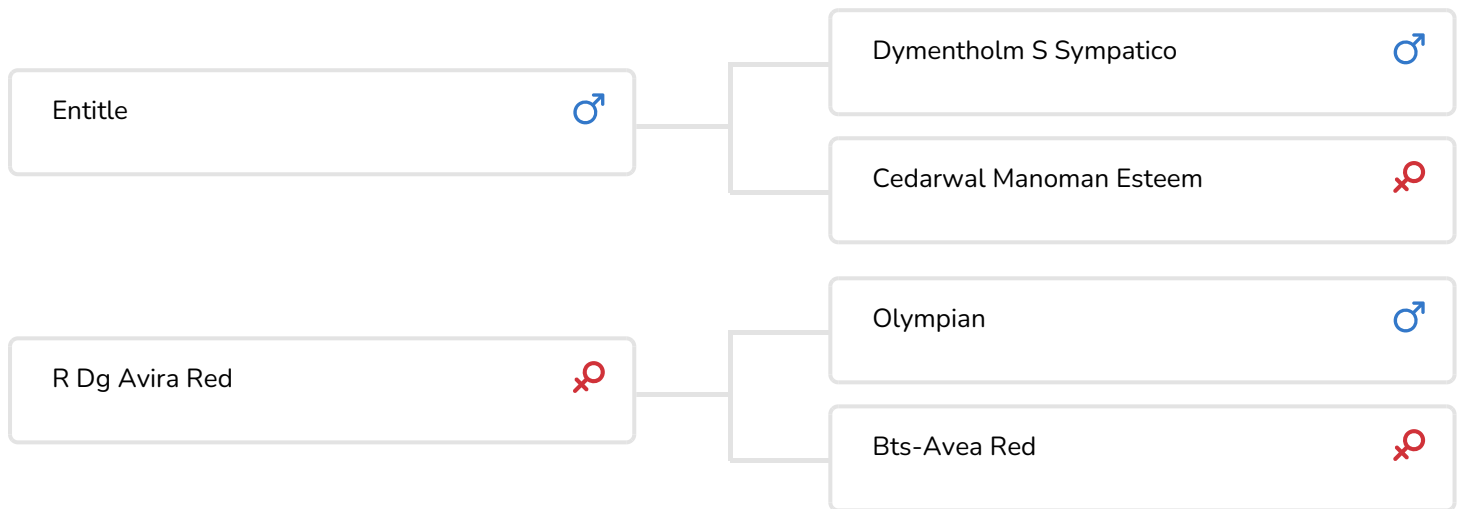 Dymentholm S Sympatico
Entitle
Cedarwal Manoman Esteem
Olympian
R Dg Avira Red
Bts-Avea Red